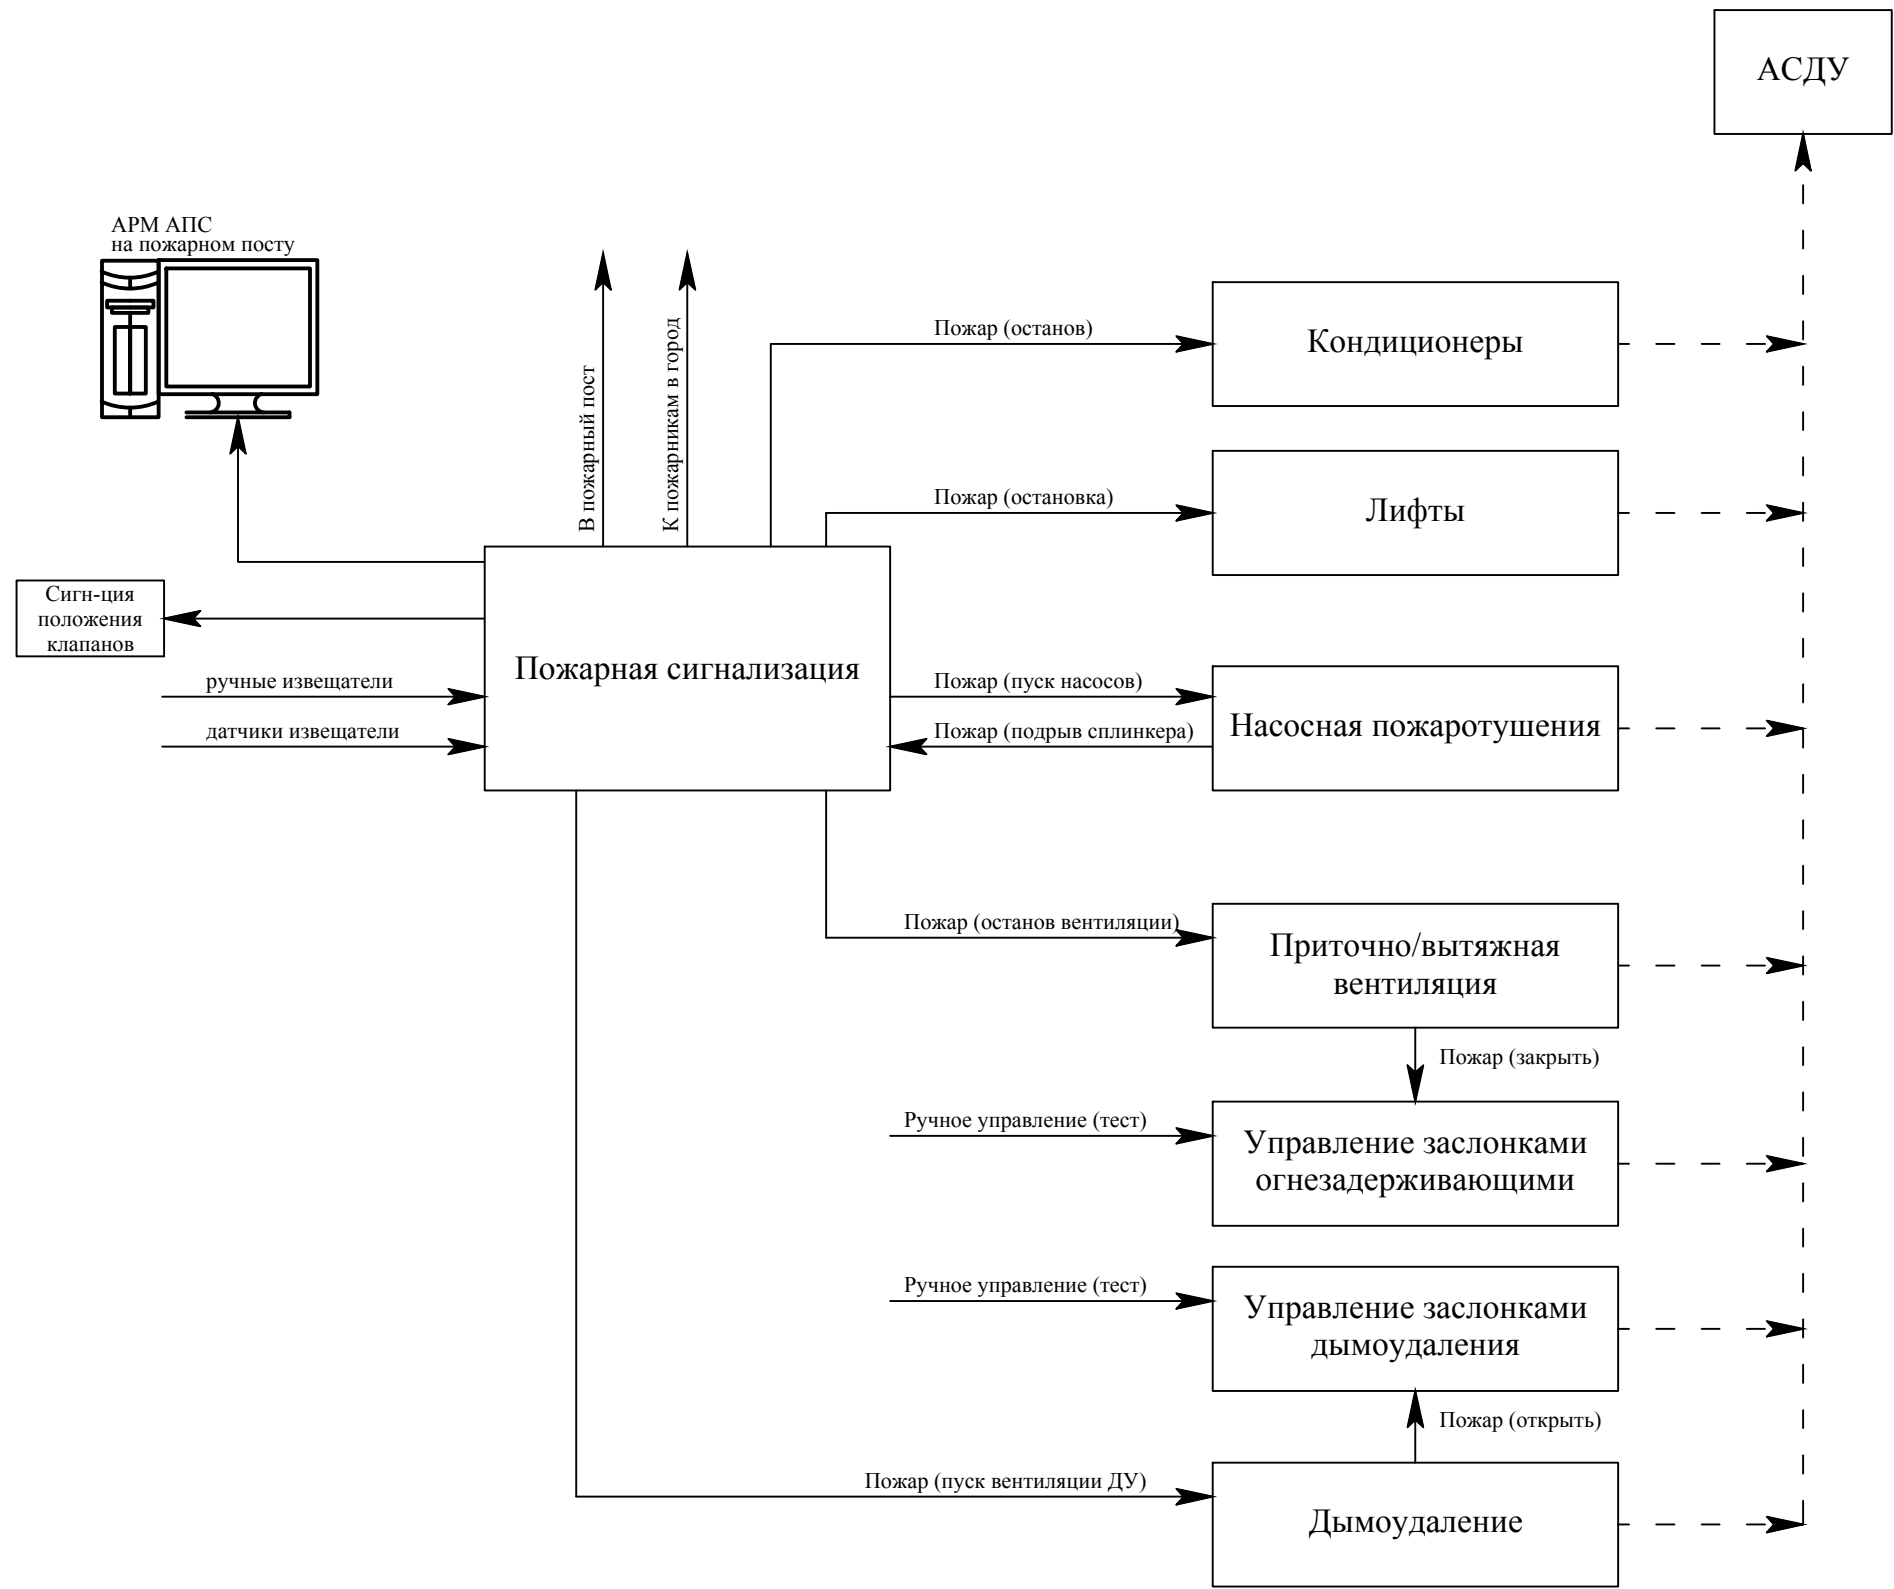 АСДУ
АРМ АПС
на пожарном посту
В пожарный пост
К пожарникам в город
Пожар (останов)
Кондиционеры
Пожар (остановка)
Лифты
Сигн-ция
положения
клапанов
Пожарная сигнализация
ручные извещатели
датчики извещатели
Пожар (пуск насосов)
Пожар (подрыв сплинкера)
Насосная пожаротушения
Пожар (останов вентиляции)
Приточно/вытяжная
вентиляция
Пожар (закрыть)
Ручное управление (тест)
Управление заслонками
огнезадерживающими
Ручное управление (тест)
Управление заслонками
дымоудаления
Пожар (открыть)
Пожар (пуск вентиляции ДУ)
Дымоудаление